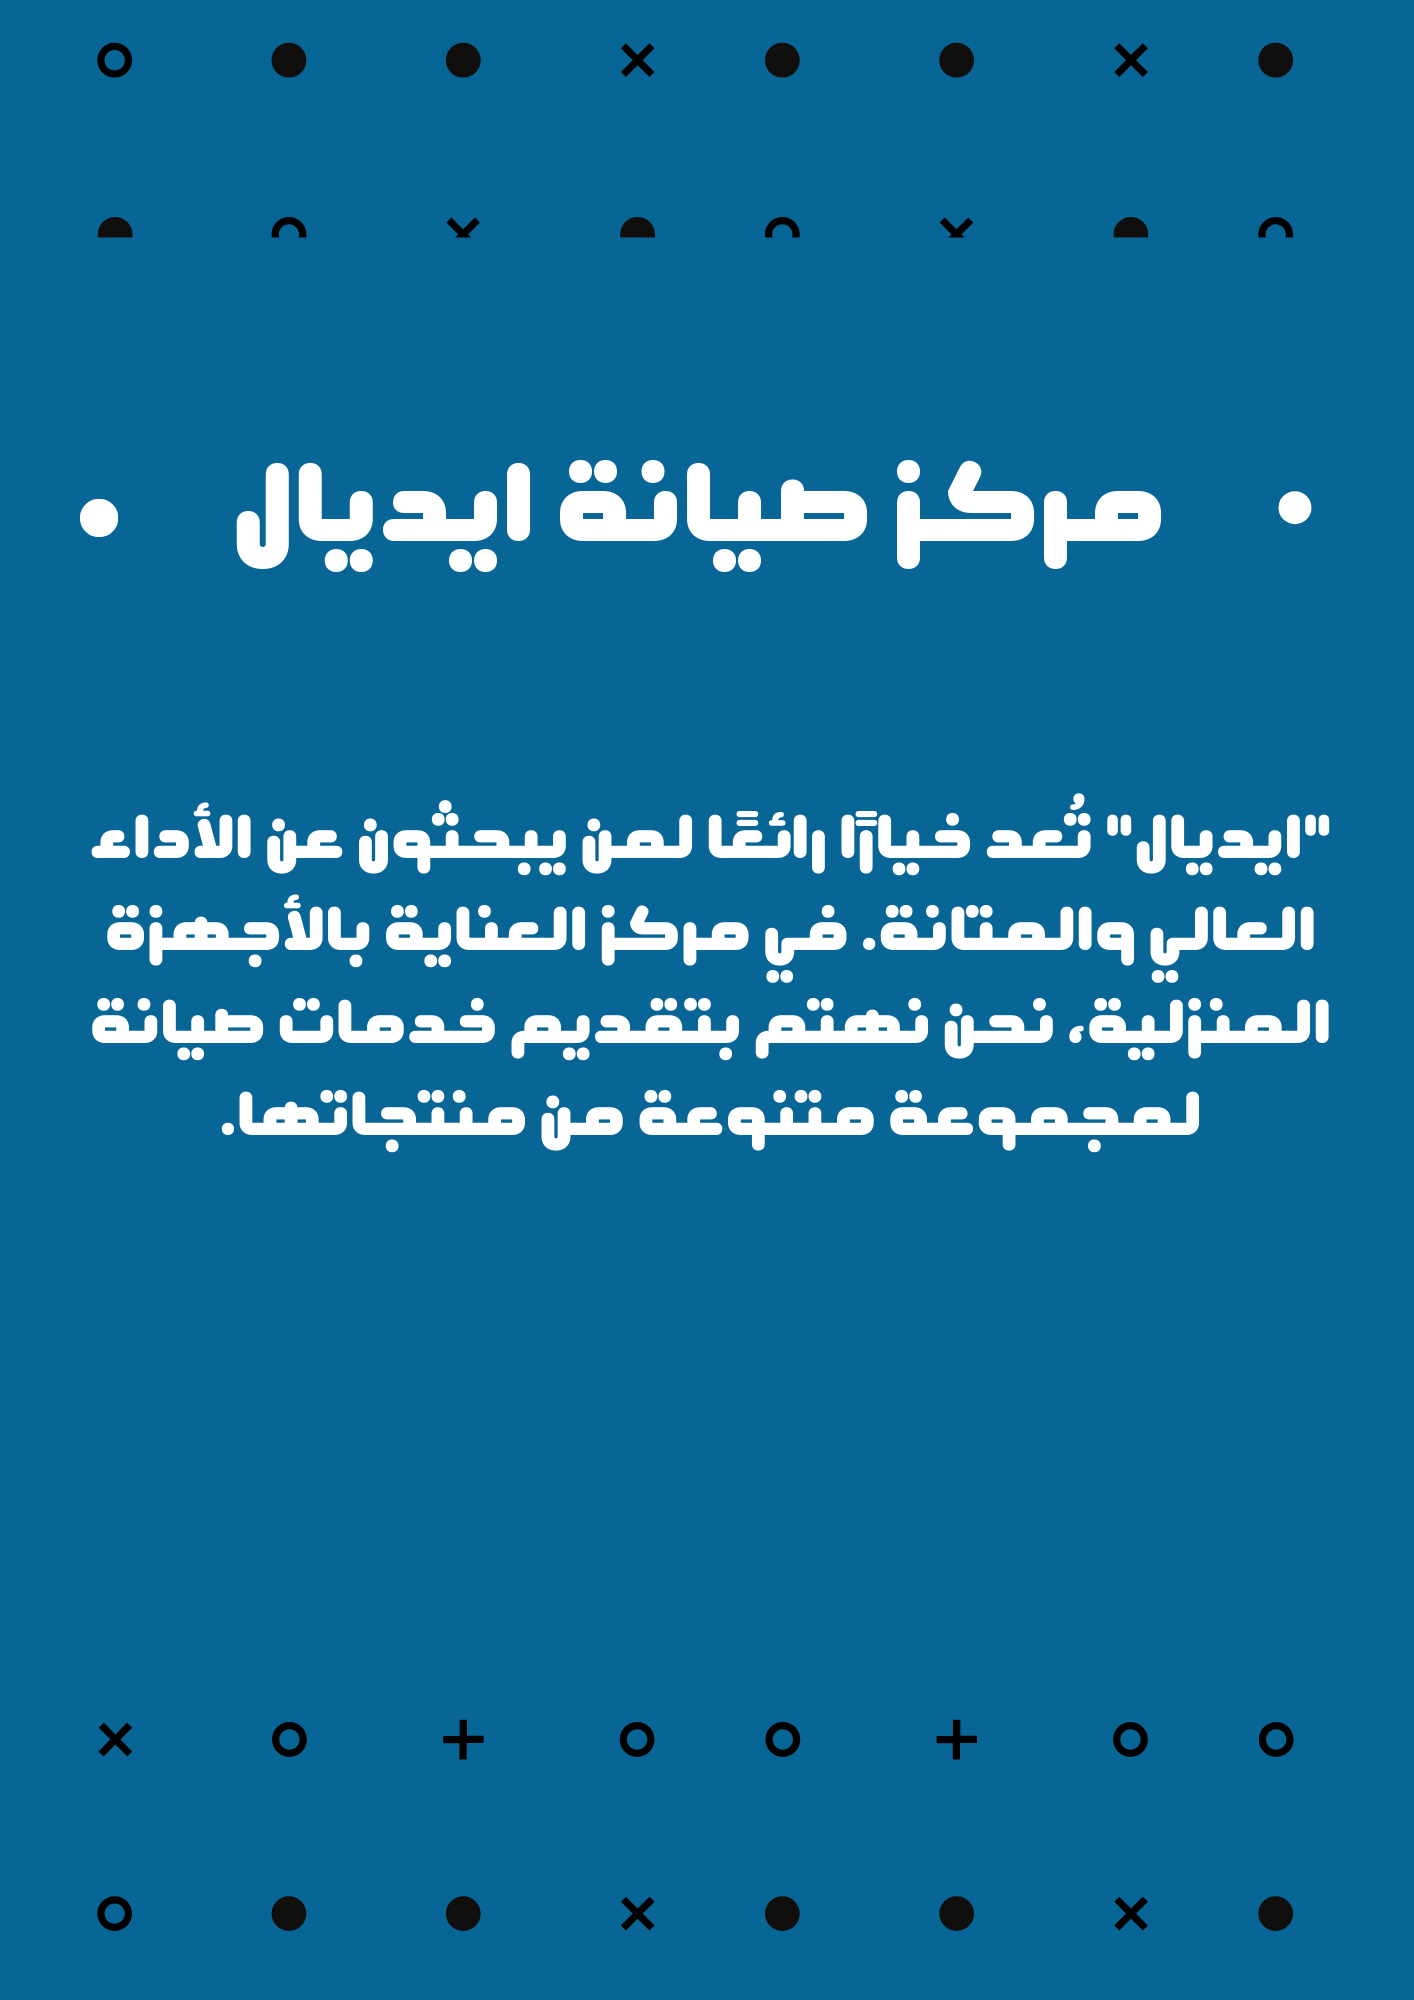 مركز صيانة ايديال
"ايديال" تُعد خيارًا رائعًا لمن يبحثون عن الأداء
العالي والمتانة. في مركز العناية بالأجهزة
المنزلية، نحن نهتم بتقديم خدمات صيانة
لمجموعة متنوعة من منتجاتها.